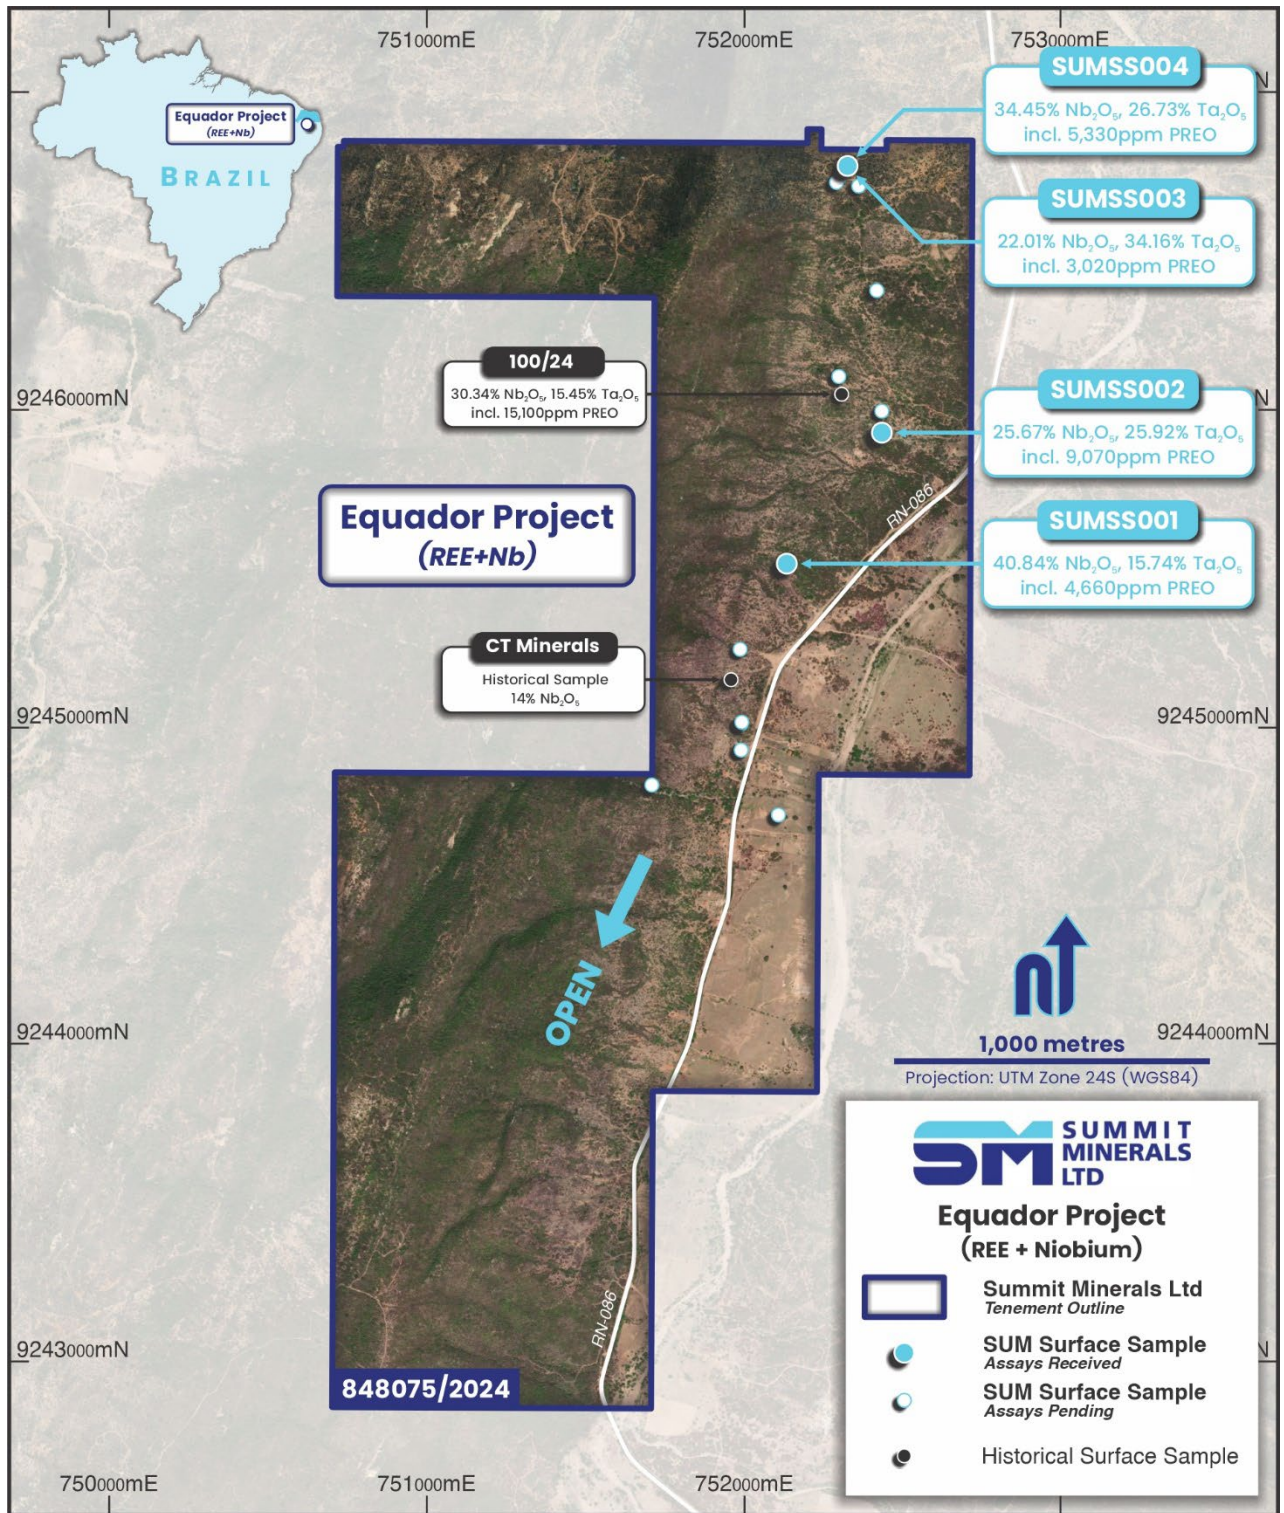 751000mE
752000mE
753000mE
Equador Project
(REE+Nb)
BRAZIL
SUMSS004
34.45% Nb₂O₅, 26.73% Ta₂O₅
incl. 5,330ppm PREO
SUMSS003
22.01% Nb₂O₅, 34.16% Ta₂O₅
incl. 3,020ppm PREO
100/24
30.34% Nb₂O₅, 15.45% Ta₂O₅
incl. 15,100ppm PREO
9246000mN
SUMSS002
25.67% Nb₂O₅, 25.92% Ta₂O₅
incl. 9,070ppm PREO
Equador Project
(REE+Nb)
RN-086
SUMSS001
40.84% Nb₂O₅, 15.74% Ta₂O₅
incl. 4,660ppm PREO
CT Minerals
Historical Sample
14% Nb₂O₅
9245000mN
9245000mN
OPEN
9244000mN
9244000mN
1,000 metres
Projection: UTM Zone 24S (WGS84)
SM SUMMIT
MINERALS
LTD
Equador Project
(REE + Niobium)
Summit Minerals Ltd
Tenement Outline
SUM Surface Sample
Assays Received
SUM Surface Sample
Assays Pending
Historical Surface Sample
RN-086
9243000mN
848075/2024
750000mE
751000mE
752000mE